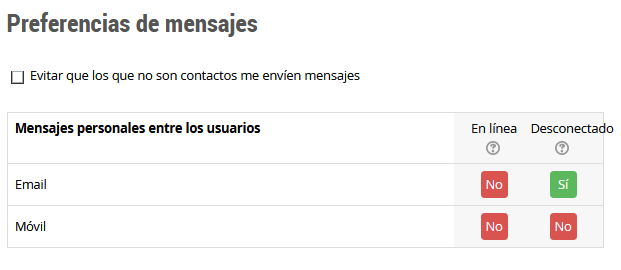 Preferencias de mensajes
Evitar que los que no son contactos me envíen mensajes
Mensajes personales entre los usuarios En línea Desconectado
? ?
Email No Sí
Móvil No No